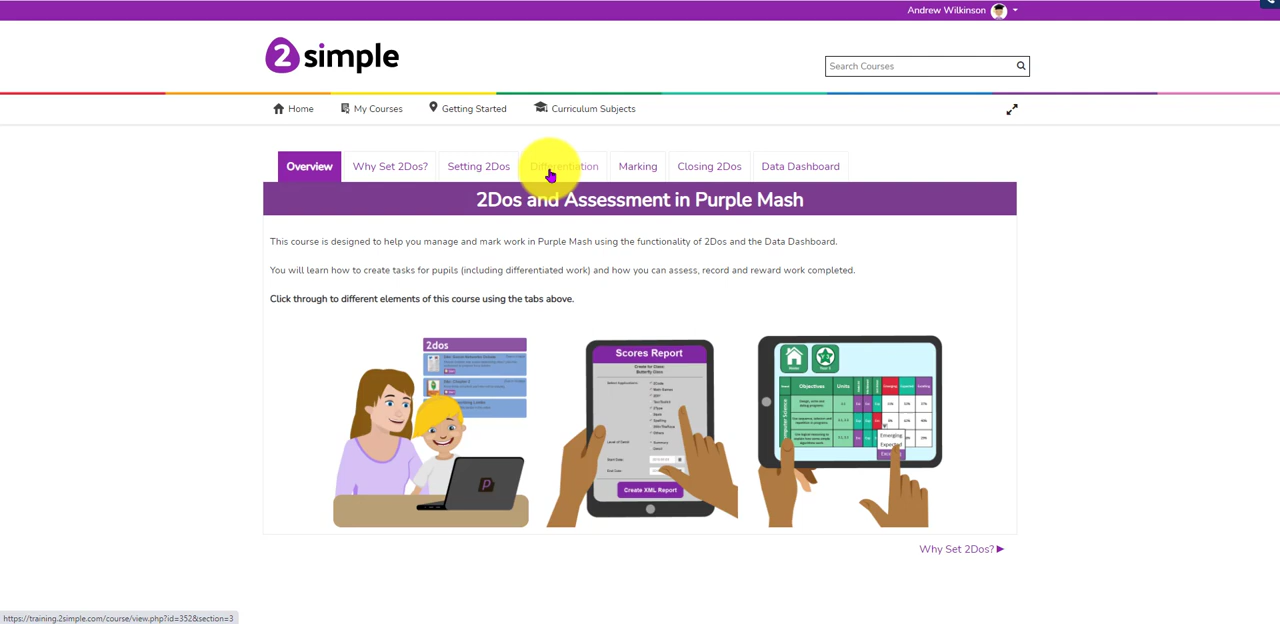 Andrew Wilkinson
2simple
Search Courses
Home
My Courses
Getting Started
Curriculum Subjects
Overview
Why Set 2Dos?
Setting 2Dos
Differentiation
Marking
Closing 2Dos
Data Dashboard
2Dos and Assessment in Purple Mash
This course is designed to help you manage and mark work in Purple Mash using the functionality of 2Dos and the Data Dashboard.
You will learn how to create tasks for pupils (including differentiated work) and how you can assess, record and reward work completed.
Click through to different elements of this course using the tabs above.
2dos
Scores Report
Create XML Report
Objectives
Units
Emerging
Why Set 2Dos?
https://training.2simple.com/course/view.php?id=352&section=3